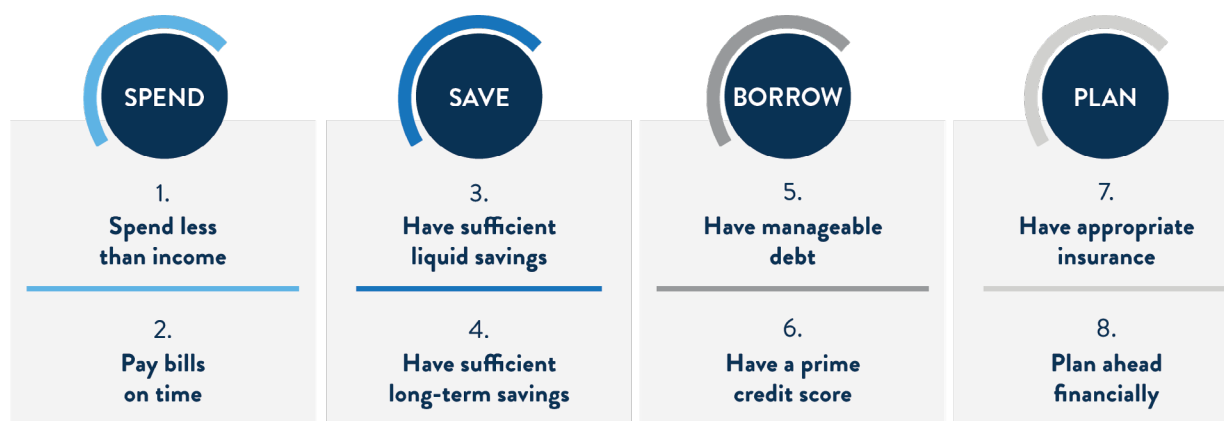 SPEND
1.
Spend less
than income
2.
Pay bills
on time
SAVE
3.
Have sufficient
liquid savings
4.
Have sufficient
long-term savings
BORROW
5.
Have manageable
debt
6.
Have a prime
credit score
PLAN
7.
Have appropriate
insurance
8.
Plan ahead
financially